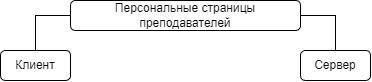 Персональные страницы
преподавателей
Клиент
Сервер